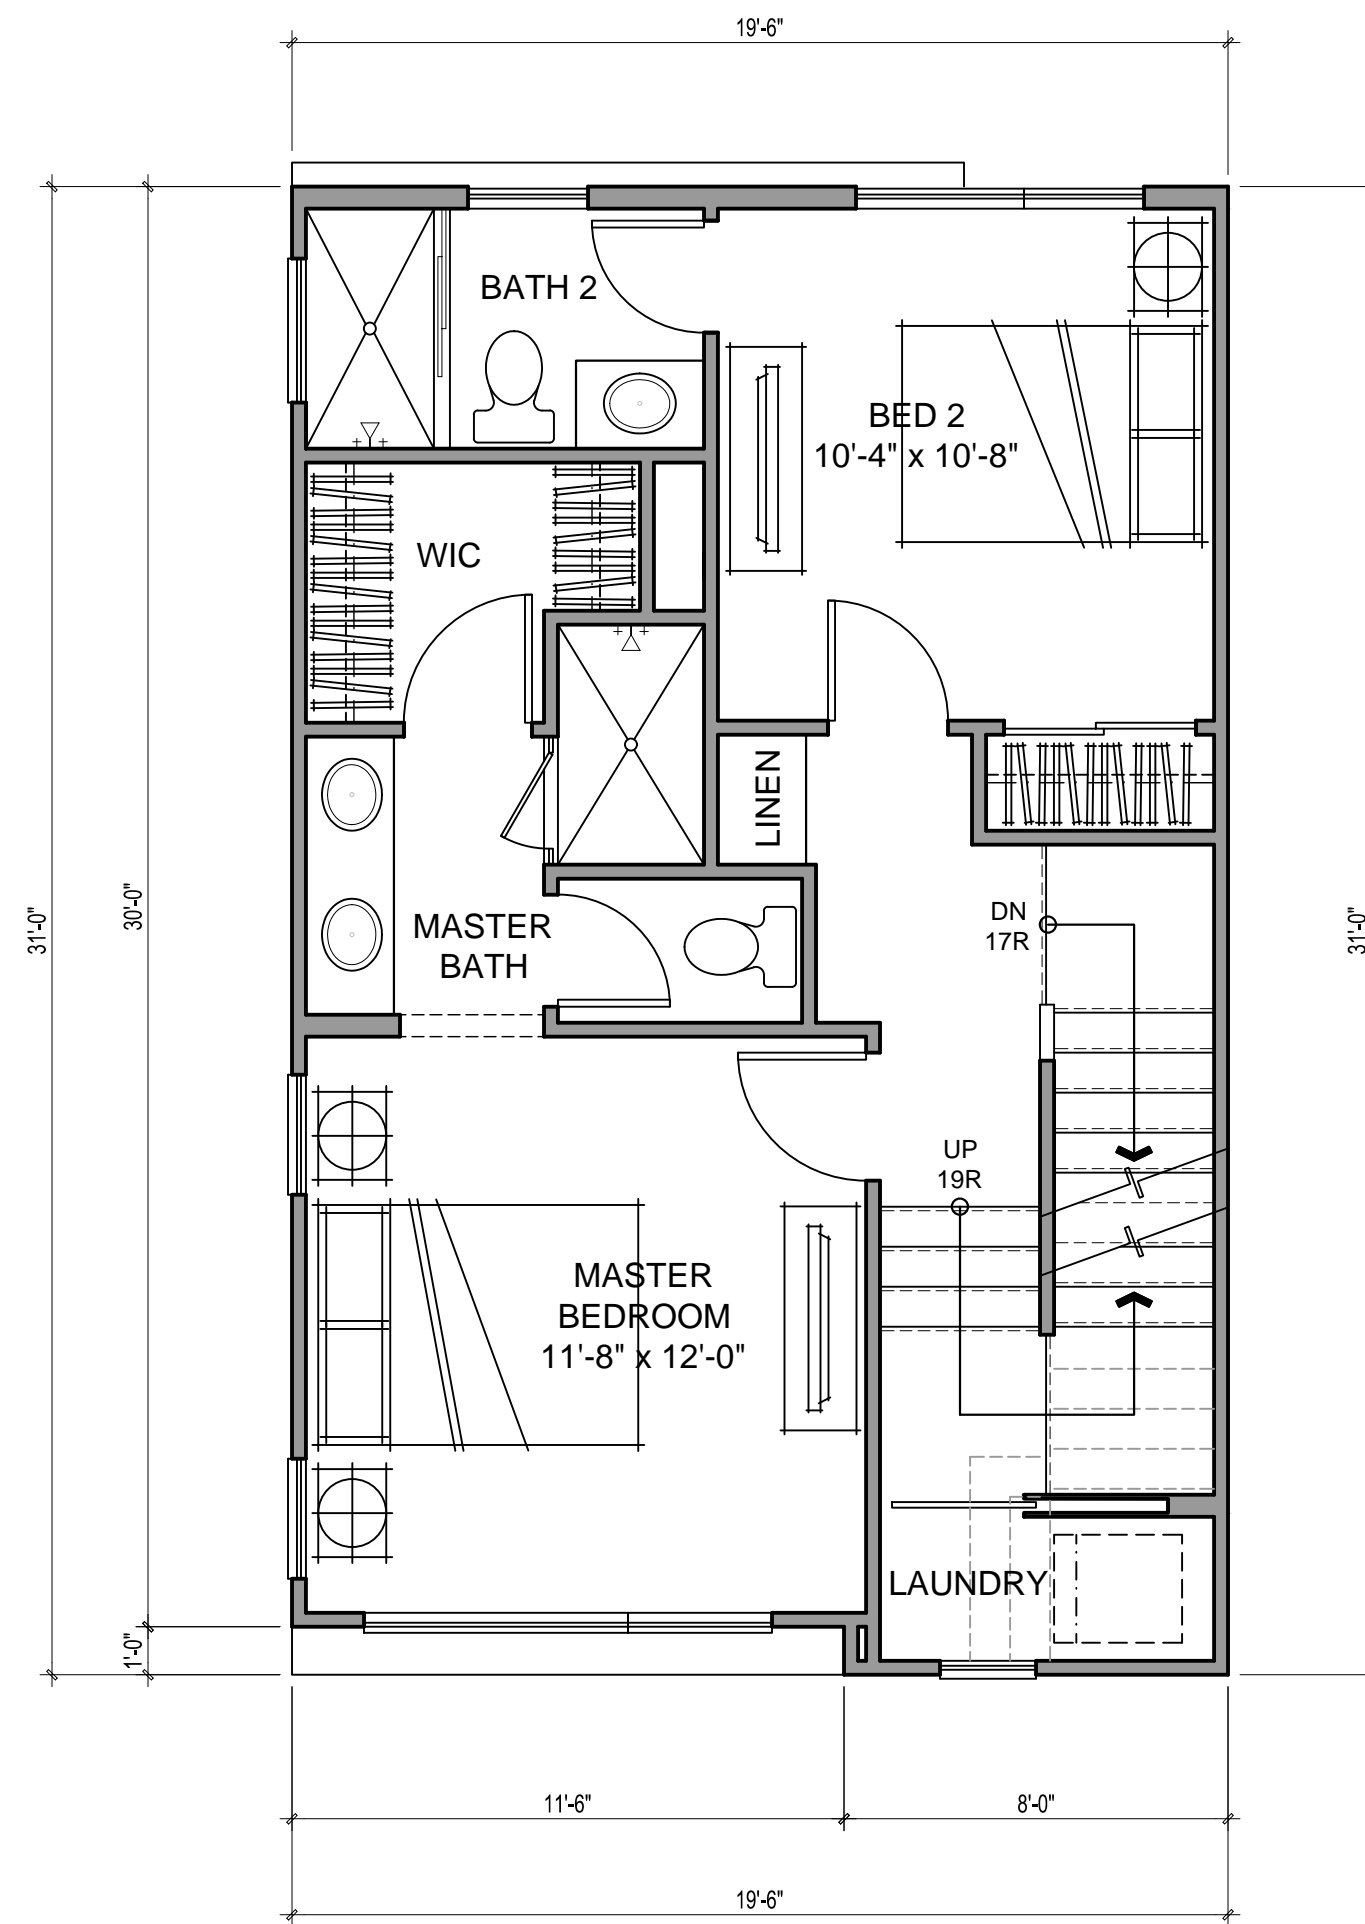 19'-6"
BATH 2
BED 2
10'-4" x 10'-8"
WIC
LINEN
31'-0"
30'-0"
31'-0"
MASTER
BATH
DN
17R
UP
19R
MASTER
BEDROOM
11'-8" x 12'-0"
LAUNDRY
1'-0"
11'-6"
8'-0"
19'-6"